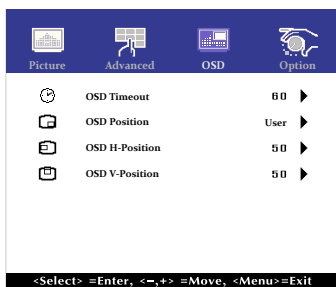 Picture Advanced OSD Option
OSD Timeout 60
OSD Position User
OSD H-Position 50
OSD V-Position 50
<Select> =Enter, <−,+> =Move, <Menu>=Exit